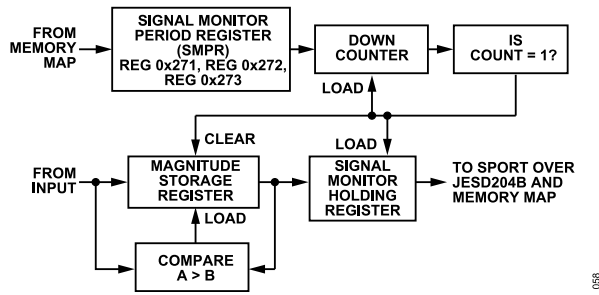 FROM
MEMORY
MAP
SIGNAL MONITOR
PERIOD REGISTER
(SMPR)
REG 0x271, REG 0x272,
REG 0x273
DOWN
COUNTER
IS
COUNT = 1?
LOAD
CLEAR
LOAD
FROM
INPUT
MAGNITUDE
STORAGE
REGISTER
SIGNAL
MONITOR
HOLDING
REGISTER
TO SPORT OVER
JESD204B AND
MEMORY MAP
LOAD
COMPARE
A > B
058